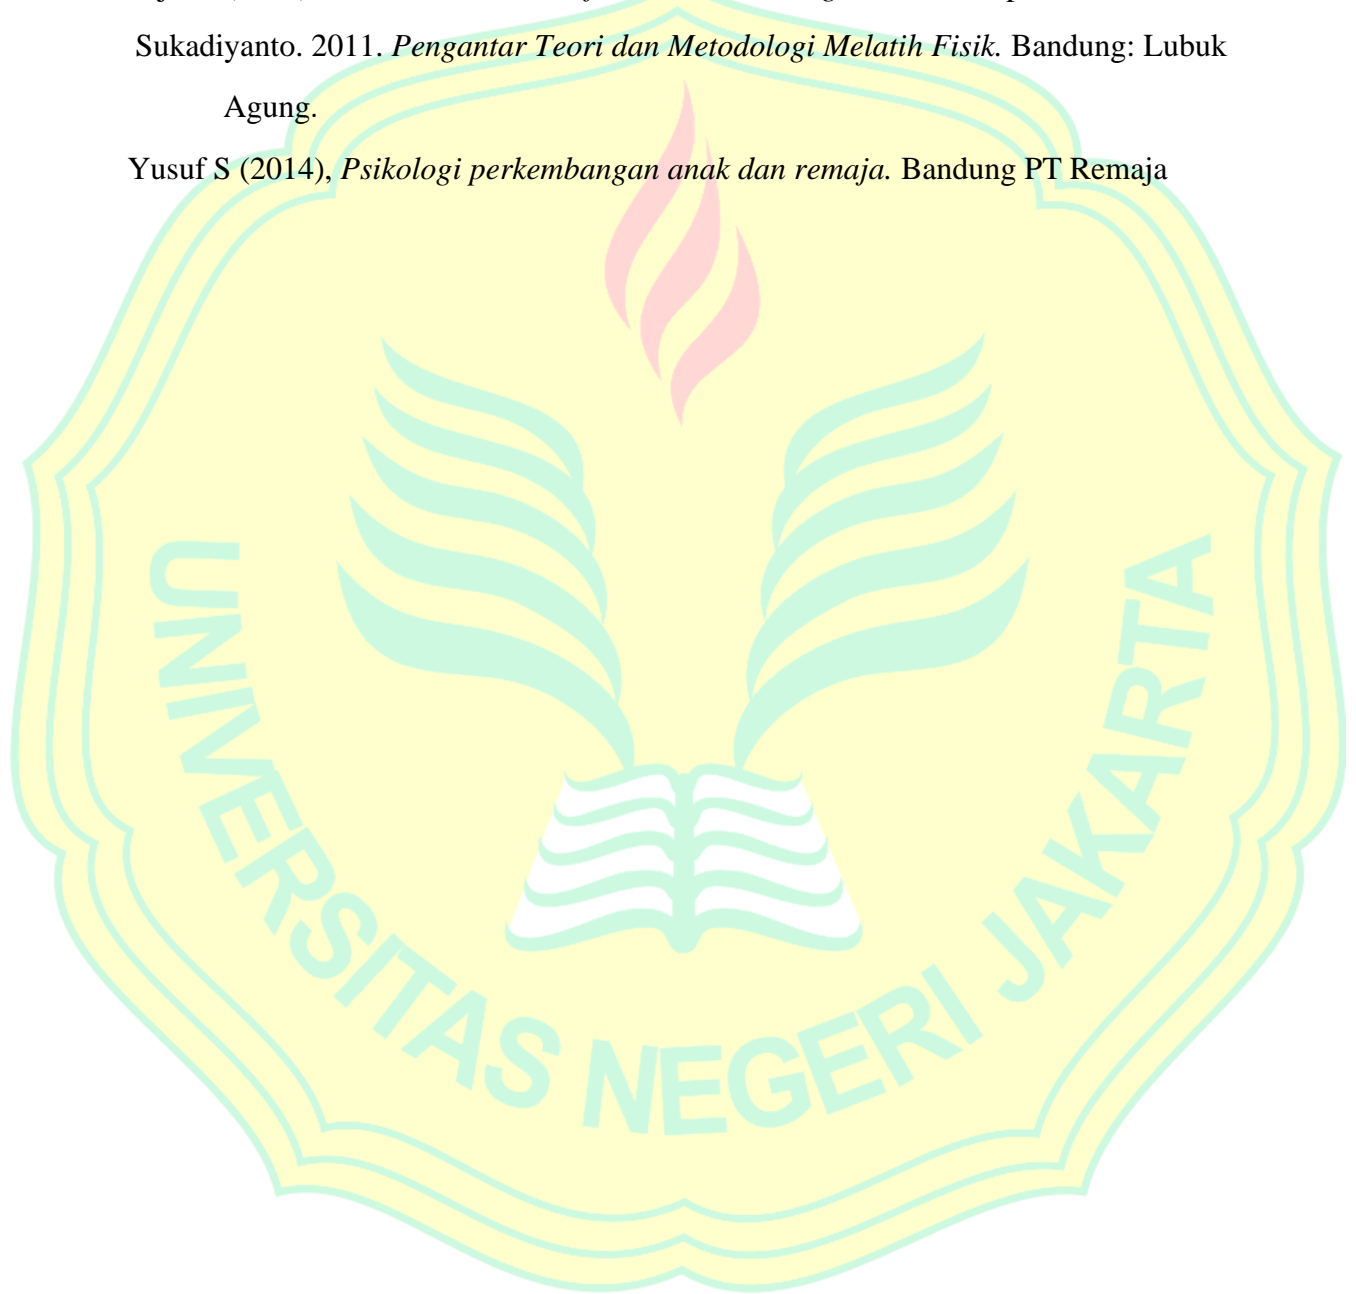 Sukadiyanto. 2011. Pengantar Teori dan Metodologi Melatih Fisik. Bandung: Lubuk
Agung.
Yusuf S (2014), Psikologi perkembangan anak dan remaja. Bandung PT Remaja
UNIVERSITAS NEGERI JAKARTA